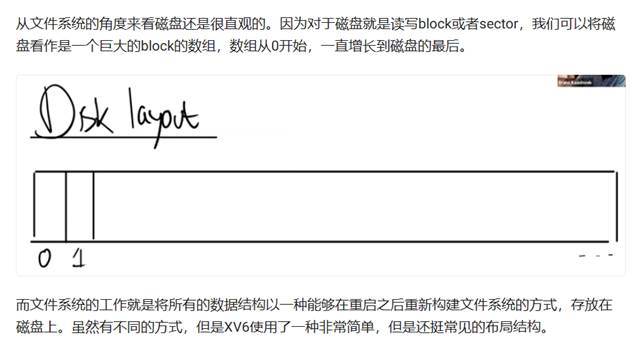 从文件系统的角度来看磁盘还是很直观的。因为对于磁盘就是读写block或者sector，我们可以将磁
盘看作是一个巨大的block的数组，数组从0开始，一直增长到磁盘的最后。
Disk layout
0 1 - - -
而文件系统的工作就是将所有的数据结构以一种能够在重启之后重新构建文件系统的方式，存放在
磁盘上。虽然有不同的方式，但是XV6使用了一种非常简单，但是还挺常见的布局结构。